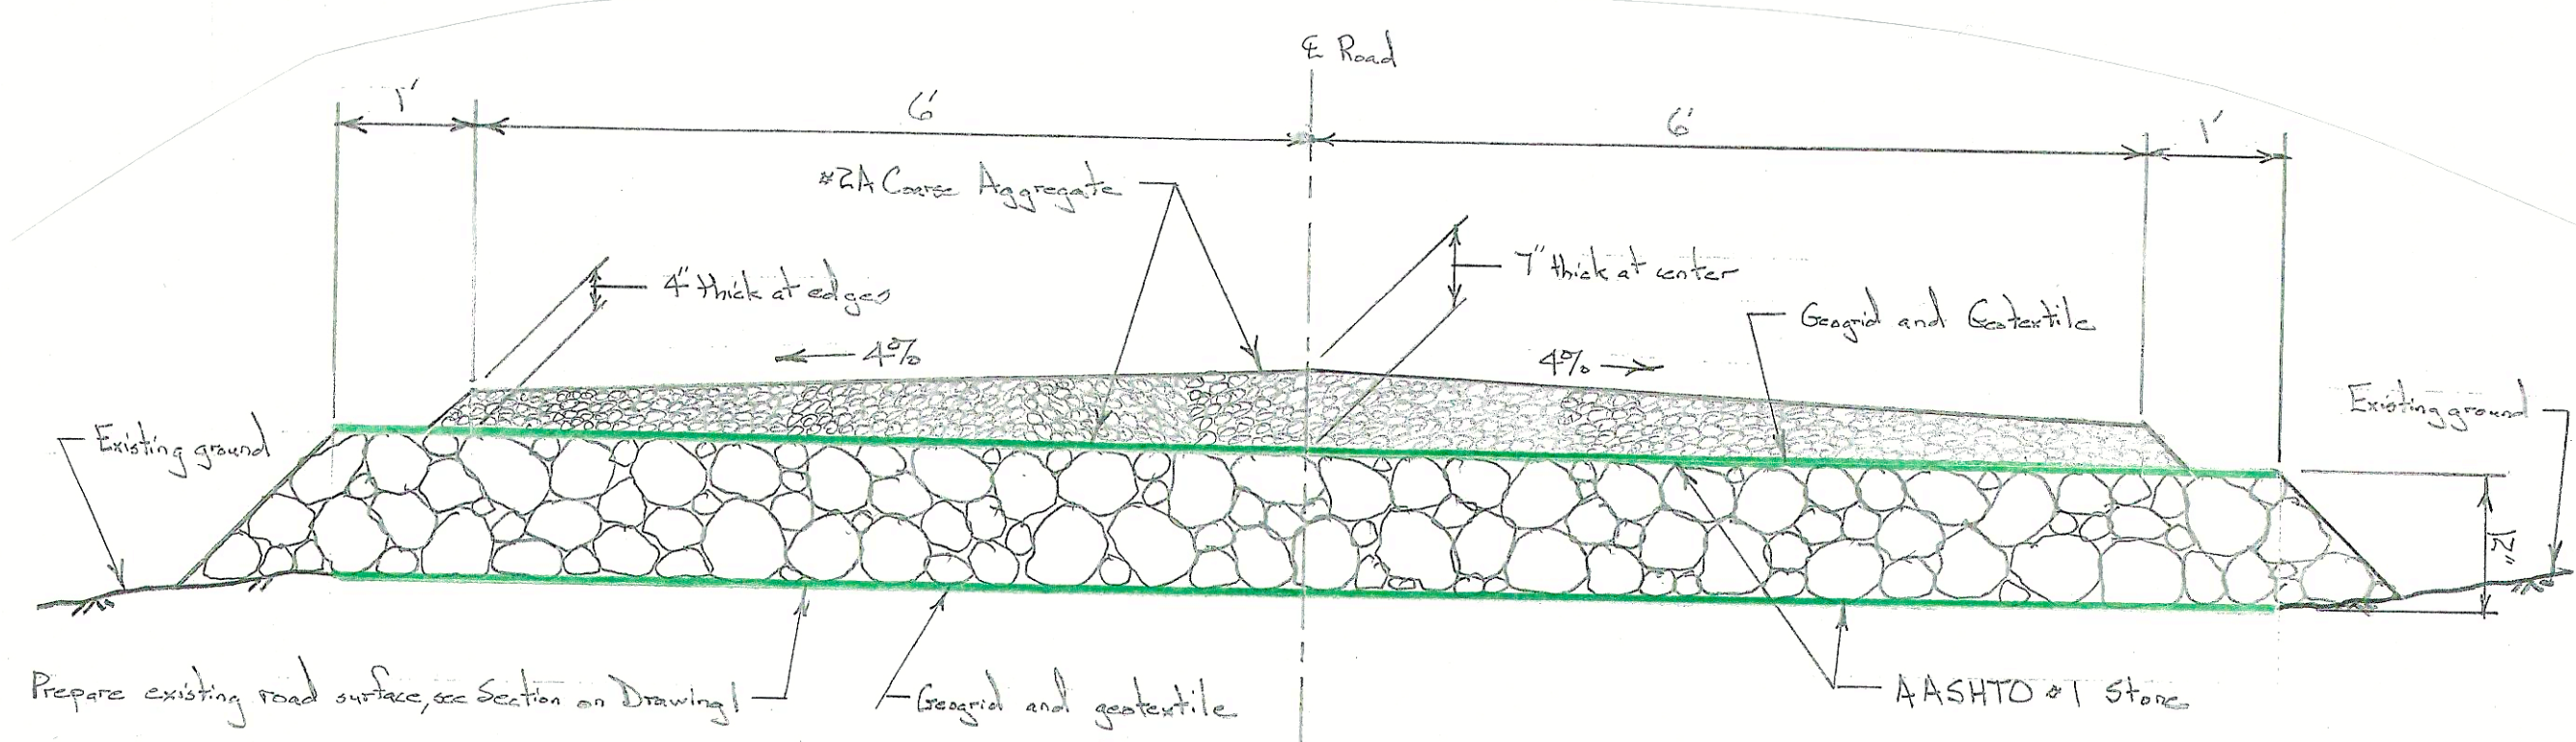 ℄ Road
1'
6'
6'
1'
#2A Coarse Aggregate
4" thick at edges
7" thick at center
Geogrid and Geotextile
← 4%
4% →
Existing ground
Existing ground
12"
Prepare existing road surface, see Section on Drawing 1
Geogrid and geotextile
AASHTO #1 Stone